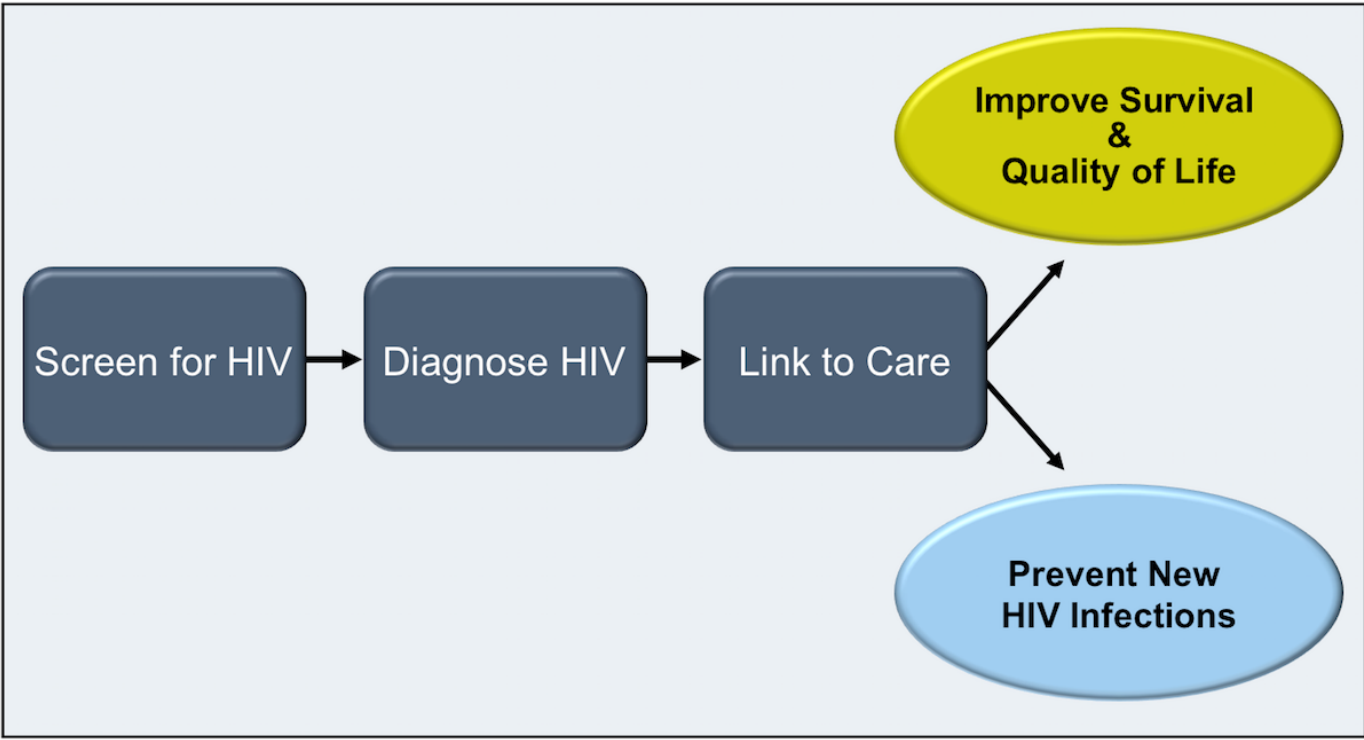 Improve Survival
&
Quality of Life
Screen for HIV
Diagnose HIV
Link to Care
Prevent New
HIV Infections